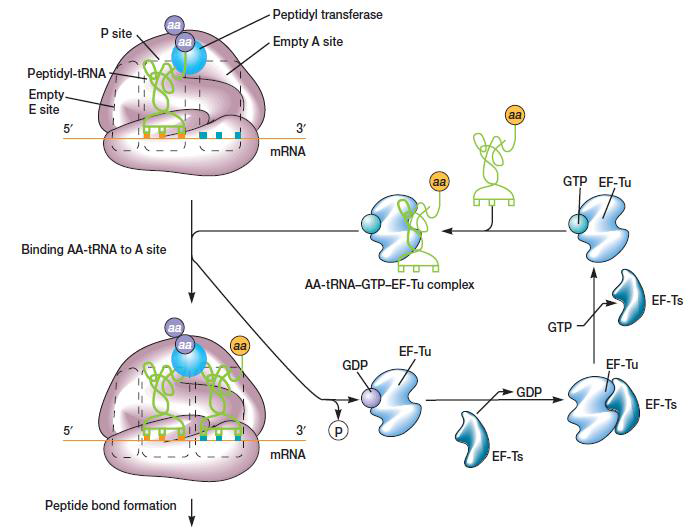 aa
aa
Peptidyl transferase
P site
Empty A site
Peptidyl-tRNA
Empty
E site
5′
3′
mRNA
aa
aa
GTP
EF-Tu
Binding AA-tRNA to A site
AA-tRNA–GTP–EF-Tu complex
EF-Ts
GTP
aa
aa
aa
GDP
EF-Tu
GDP
EF-Tu
EF-Ts
P
5′
3′
mRNA
EF-Ts
Peptide bond formation